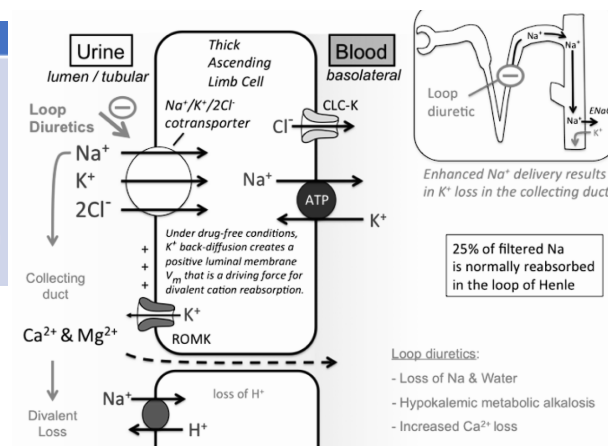 Urine
lumen / tubular
Thick
Ascending
Limb Cell
Blood
basolateral
Loop
Diuretics
Na⁺/K⁺/2Cl⁻
cotransporter
CLC-K
Cl⁻
Na⁺
K⁺
2Cl⁻
Na⁺
ATP
K⁺
Under drug-free conditions,
K⁺ back-diffusion creates a
positive luminal membrane
Vm that is a driving force for
divalent cation reabsorption.
+
+
+
+
K⁺
ROMK
Collecting
duct
Ca²⁺ & Mg²⁺
Divalent
Loss
Na⁺
H⁺
loss of H⁺
Loop
diuretic
Na⁺
Na⁺
Na⁺
ENaC
K⁺
Enhanced Na⁺ delivery results
in K⁺ loss in the collecting duct
25% of filtered Na
is normally reabsorbed
in the loop of Henle
Loop diuretics:
- Loss of Na & Water
- Hypokalemic metabolic alkalosis
- Increased Ca²⁺ loss